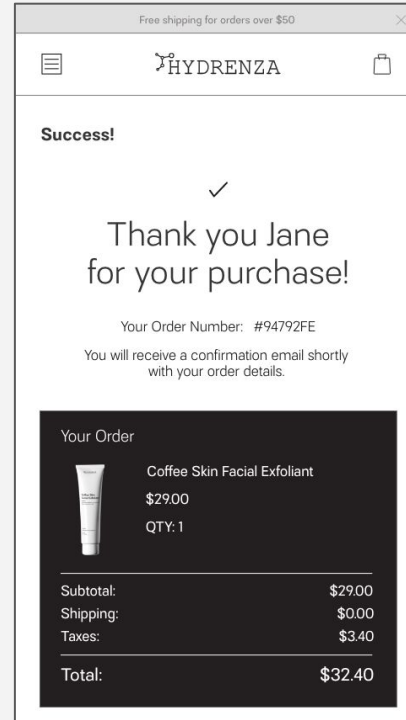 Free shipping for orders over $50
HYDRENZA
Success!
Thank you Jane
for your purchase!
Your Order Number: #94792FE
You will receive a confirmation email shortly
with your order details.
Your Order
Coffee Skin Facial Exfoliant
$29.00
QTY: 1
Subtotal: $29.00
Shipping: $0.00
Taxes: $3.40
Total: $32.40